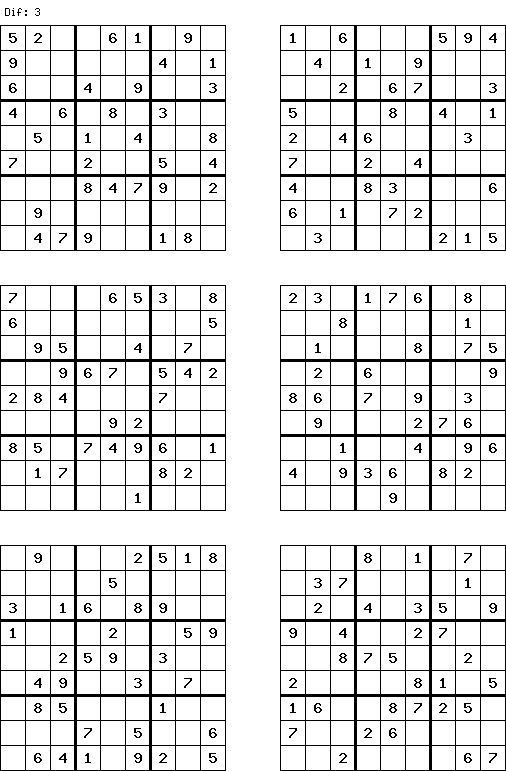 Dif: 3
5 2 6 1 9
9 4 1
6 4 9 3
4 6 8 3
5 1 4 8
7 2 5 4
8 4 7 9 2
9
4 7 9 1 8
1 6 5 9 4
4 1 9
2 6 7 3
5 8 4 1
2 4 6 3
7 2 4
4 8 3 6
6 1 7 2
3 2 1 5
7 6 5 3 8
6 5
9 5 4 7
9 6 7 5 4 2
2 8 4 7
9 2
8 5 7 4 9 6 1
1 7 8 2
1
2 3 1 7 6 8
8 1
1 8 7 5
2 6 9
8 6 7 9 3
9 2 7 6
1 4 9 6
4 9 3 6 8 2
9
9 2 5 1 8
5
3 1 6 8 9
1 2 5 9
2 5 9 3
4 9 3 7
8 5 1
7 5 6
6 4 1 9 2 5
8 1 7
3 7 1
2 4 3 5 9
9 4 2 7
8 7 5 2
2 8 1 5
1 6 8 7 2 5
7 2 6
2 6 7